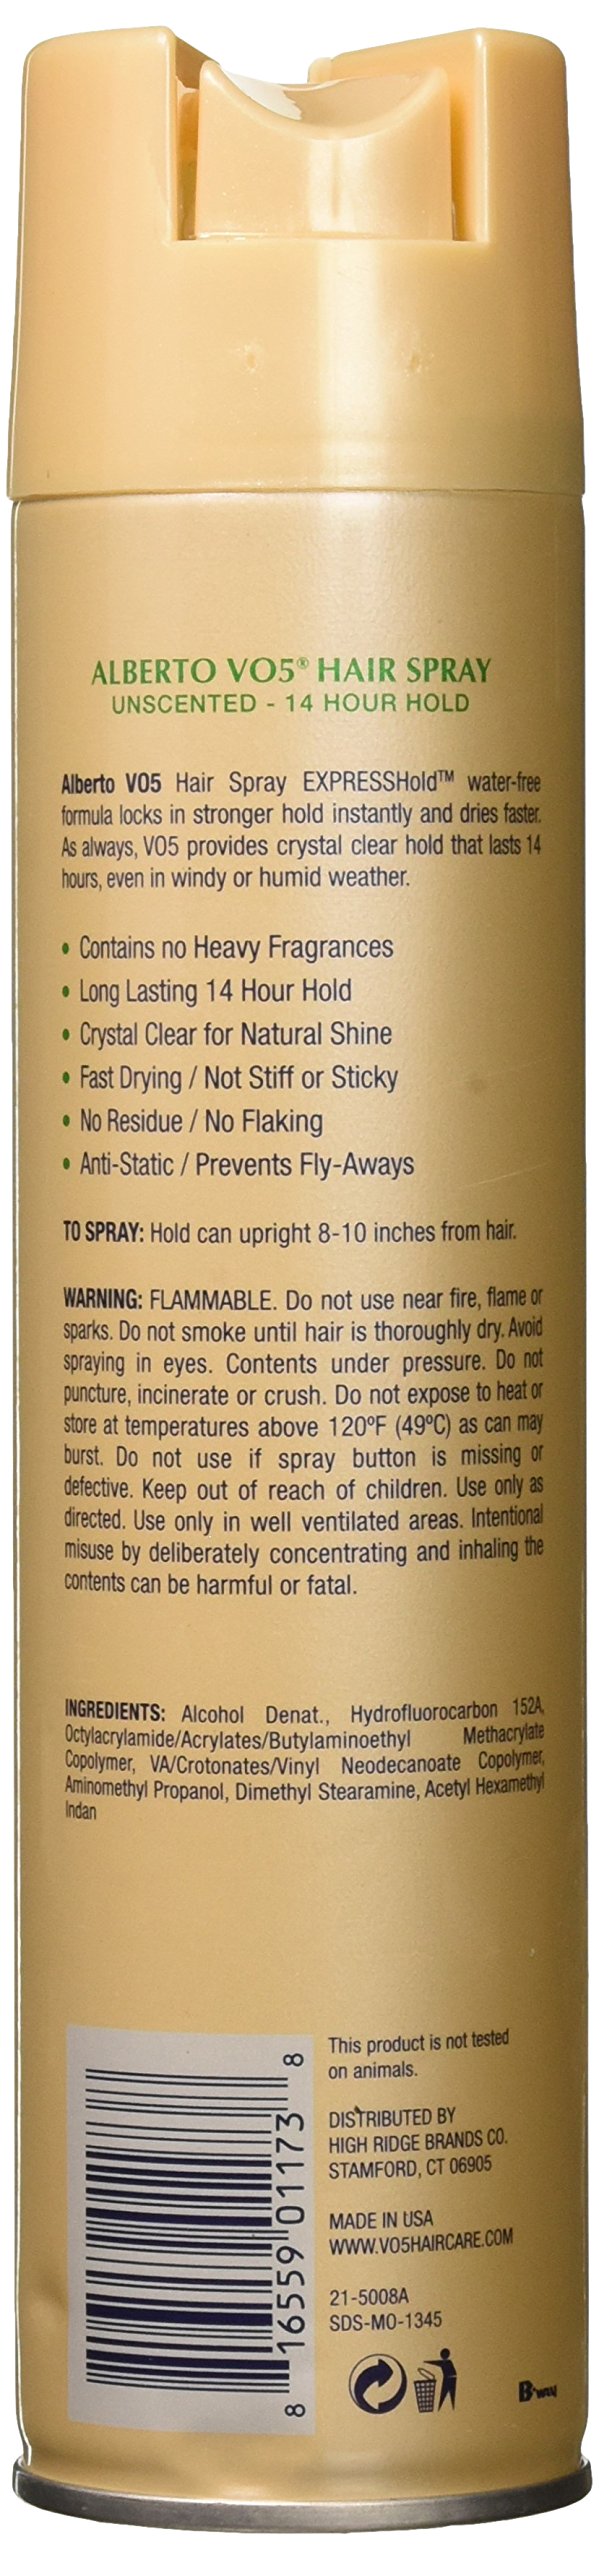 ALBERTO VO5® HAIR SPRAY
UNSCENTED - 14 HOUR HOLD
Alberto VO5 Hair Spray EXPRESSHold™ water-free
formula locks in stronger hold instantly and dries faster.
As always, VO5 provides crystal clear hold that lasts 14
hours, even in windy or humid weather.
• Contains no Heavy Fragrances
• Long Lasting 14 Hour Hold
• Crystal Clear for Natural Shine
• Fast Drying / Not Stiff or Sticky
• No Residue / No Flaking
• Anti-Static / Prevents Fly-Aways
TO SPRAY: Hold can upright 8-10 inches from hair.
WARNING: FLAMMABLE. Do not use near fire, flame or
sparks. Do not smoke until hair is thoroughly dry. Avoid
spraying in eyes. Contents under pressure. Do not
puncture, incinerate or crush. Do not expose to heat or
store at temperatures above 120ºF (49ºC) as can may
burst. Do not use if spray button is missing or
defective. Keep out of reach of children. Use only as
directed. Use only in well ventilated areas. Intentional
misuse by deliberately concentrating and inhaling the
contents can be harmful or fatal.
INGREDIENTS: Alcohol Denat., Hydrofluorocarbon 152A,
Octylacrylamide/Acrylates/Butylaminoethyl Methacrylate
Copolymer, VA/Crotonates/Vinyl Neodecanoate Copolymer,
Aminomethyl Propanol, Dimethyl Stearamine, Acetyl Hexamethyl
Indan
8 16559 01173 8
This product is not tested
on animals.
DISTRIBUTED BY
HIGH RIDGE BRANDS CO.
STAMFORD, CT 06905
MADE IN USA
WWW.VO5HAIRCARE.COM
21-5008A
SDS-MO-1345
B-WAY